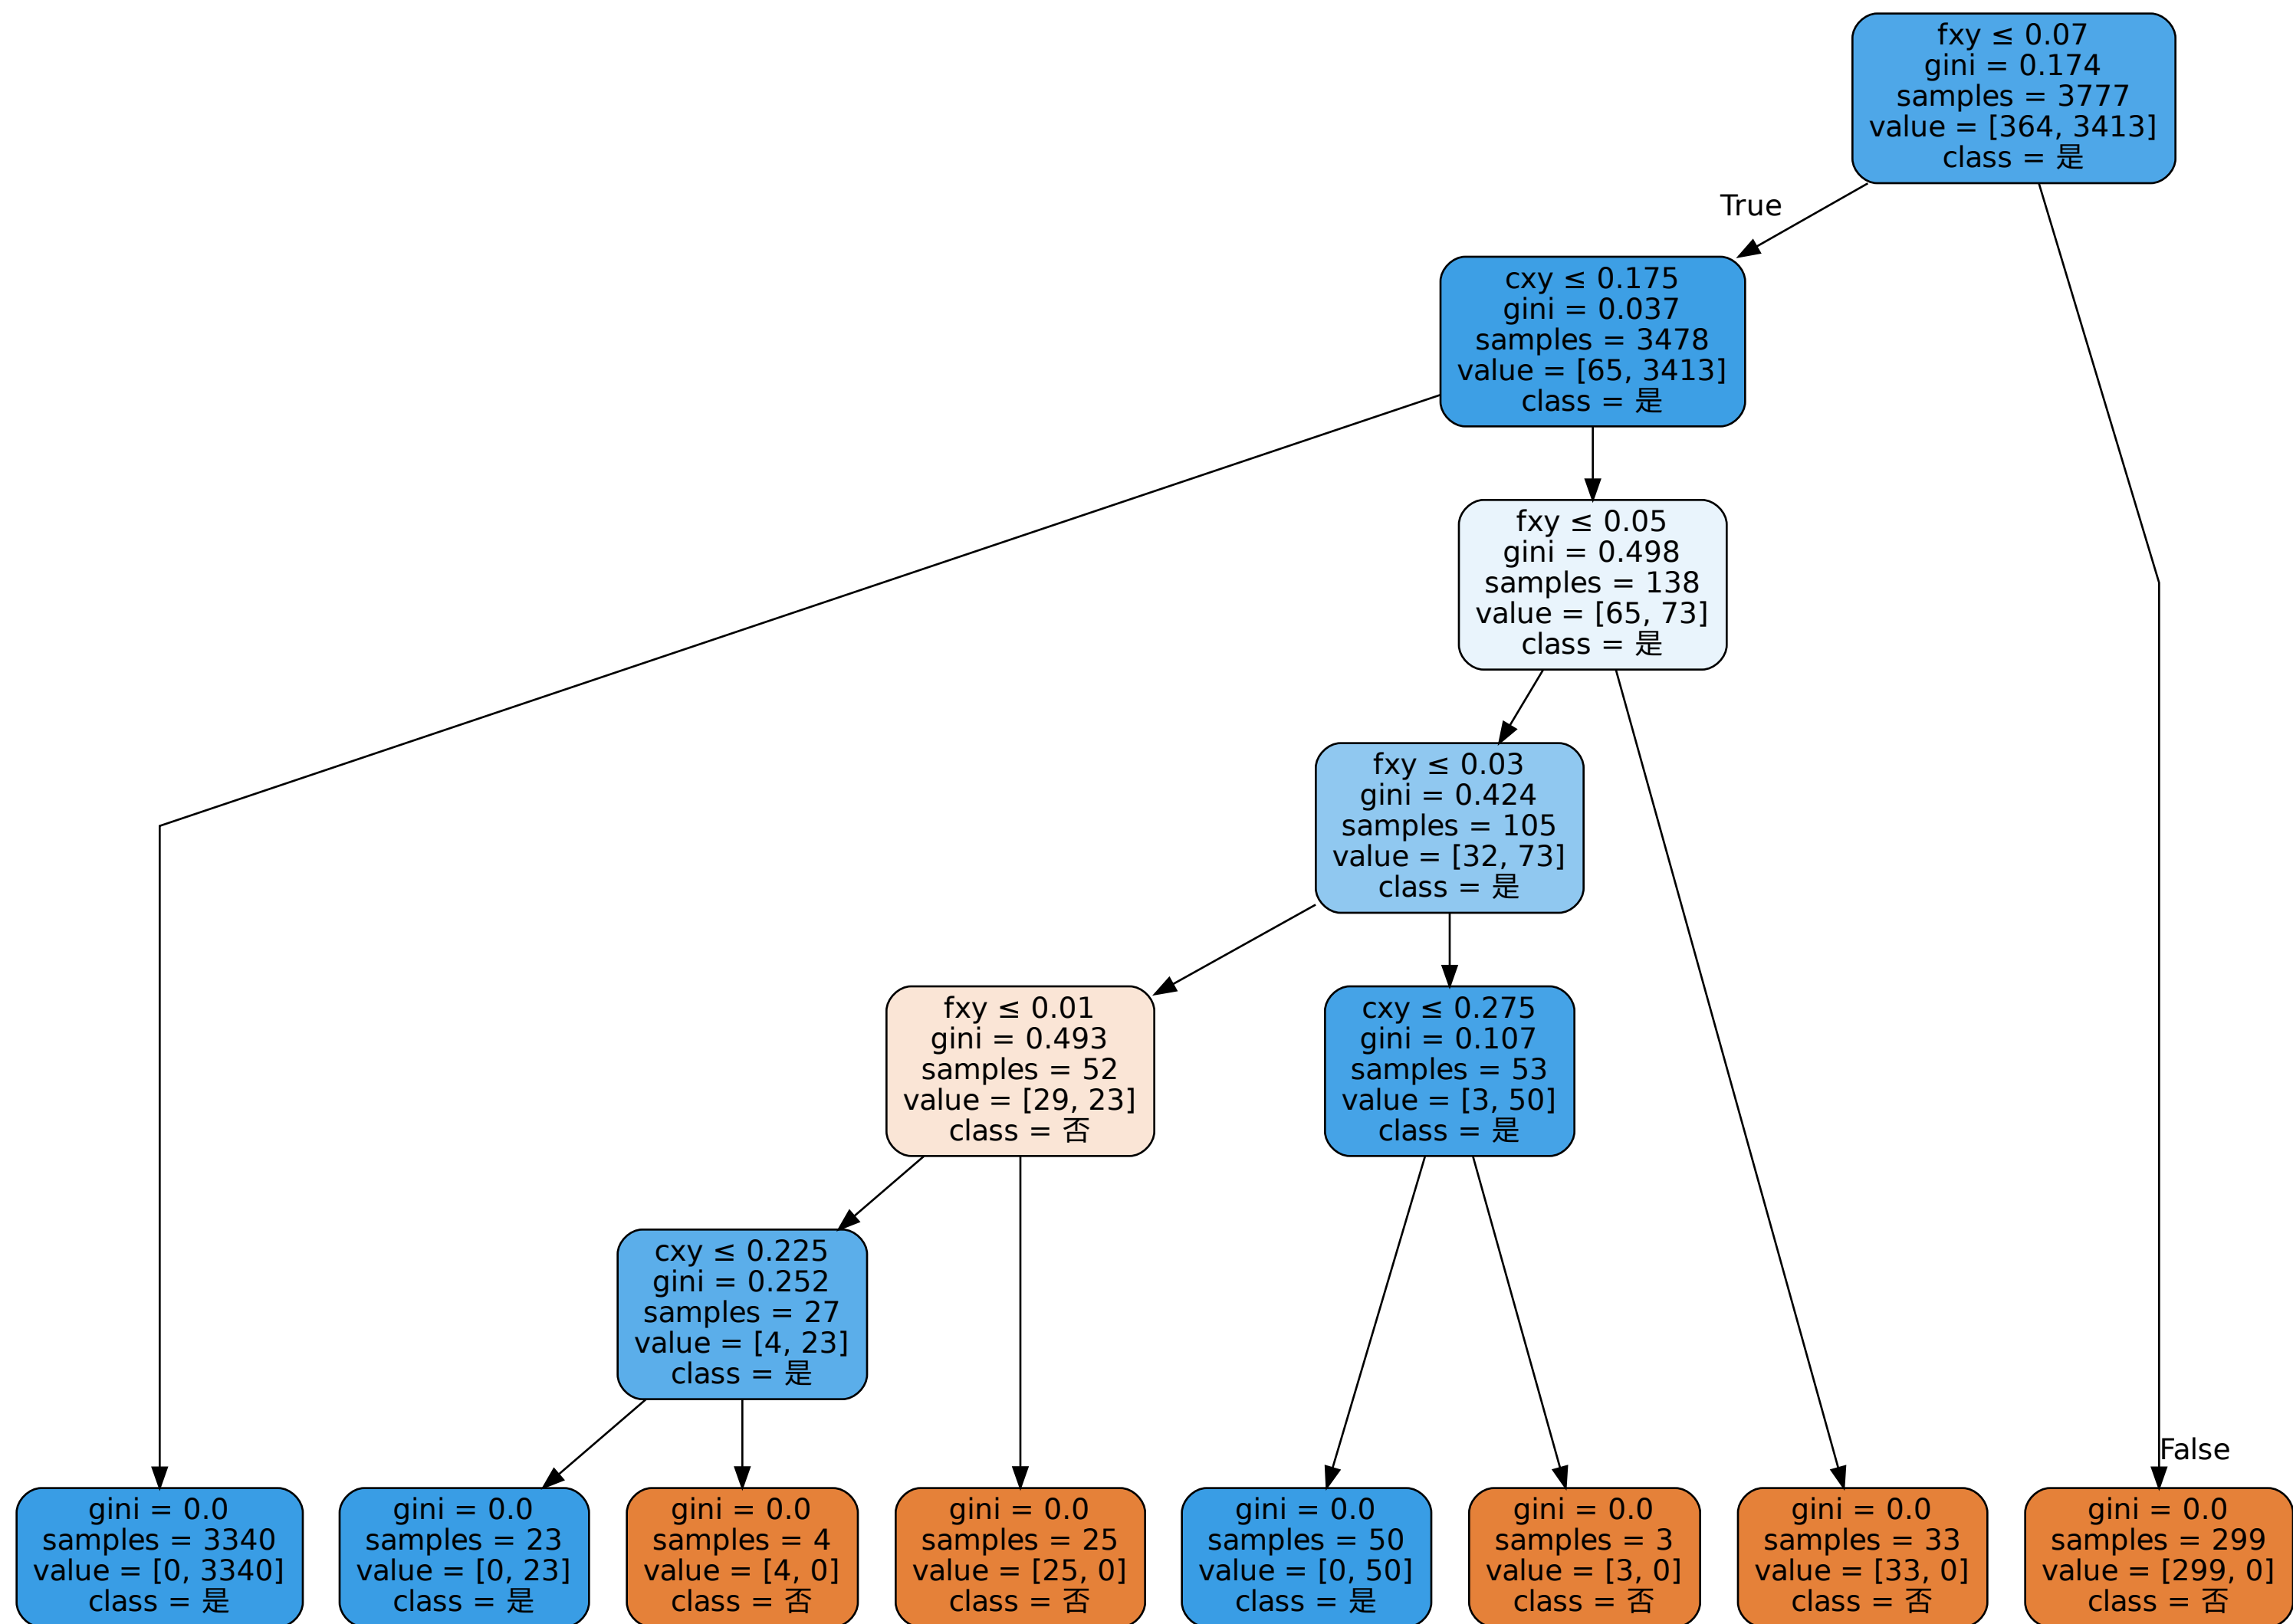 fxy ≤ 0.07
gini = 0.174
samples = 3777
value = [364, 3413]
class = 是
True
cxy ≤ 0.175
gini = 0.037
samples = 3478
value = [65, 3413]
class = 是
fxy ≤ 0.05
gini = 0.498
samples = 138
value = [65, 73]
class = 是
fxy ≤ 0.03
gini = 0.424
samples = 105
value = [32, 73]
class = 是
fxy ≤ 0.01
gini = 0.493
samples = 52
value = [29, 23]
class = 否
cxy ≤ 0.275
gini = 0.107
samples = 53
value = [3, 50]
class = 是
cxy ≤ 0.225
gini = 0.252
samples = 27
value = [4, 23]
class = 是
False
gini = 0.0
samples = 3340
value = [0, 3340]
class = 是
gini = 0.0
samples = 23
value = [0, 23]
class = 是
gini = 0.0
samples = 4
value = [4, 0]
class = 否
gini = 0.0
samples = 25
value = [25, 0]
class = 否
gini = 0.0
samples = 50
value = [0, 50]
class = 是
gini = 0.0
samples = 3
value = [3, 0]
class = 否
gini = 0.0
samples = 33
value = [33, 0]
class = 否
gini = 0.0
samples = 299
value = [299, 0]
class = 否